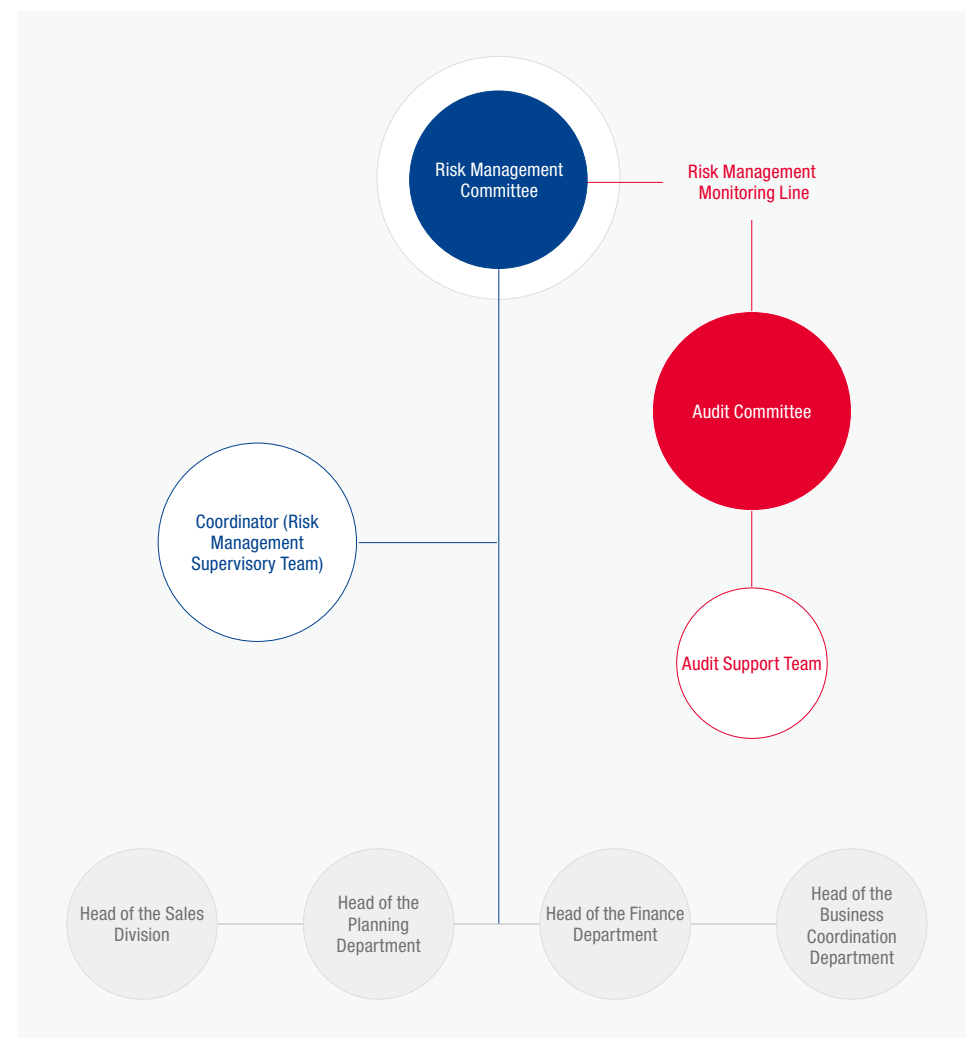 Risk Management
Committee
Risk Management
Monitoring Line
Audit Committee
Coordinator (Risk
Management
Supervisory Team)
Audit Support Team
Head of the Sales
Division
Head of the
Planning
Department
Head of the Finance
Department
Head of the
Business
Coordination
Department